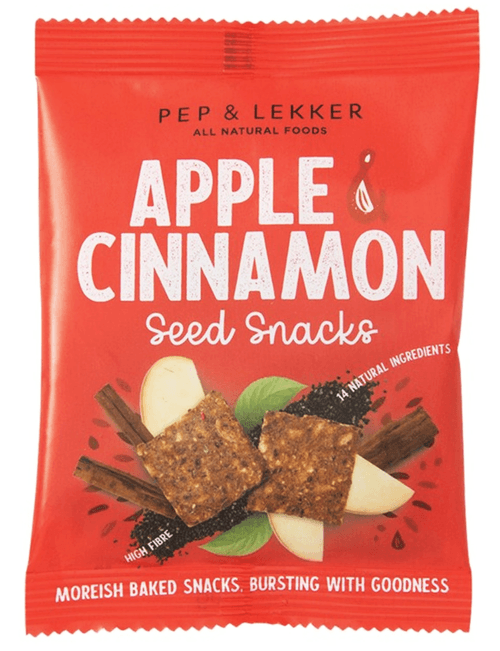 PEP & LEKKER
ALL NATURAL FOODS
APPLE &
CINNAMON
Seed Snacks
14 NATURAL INGREDIENTS
HIGH FIBRE
MOREISH BAKED SNACKS. BURSTING WITH GOODNESS